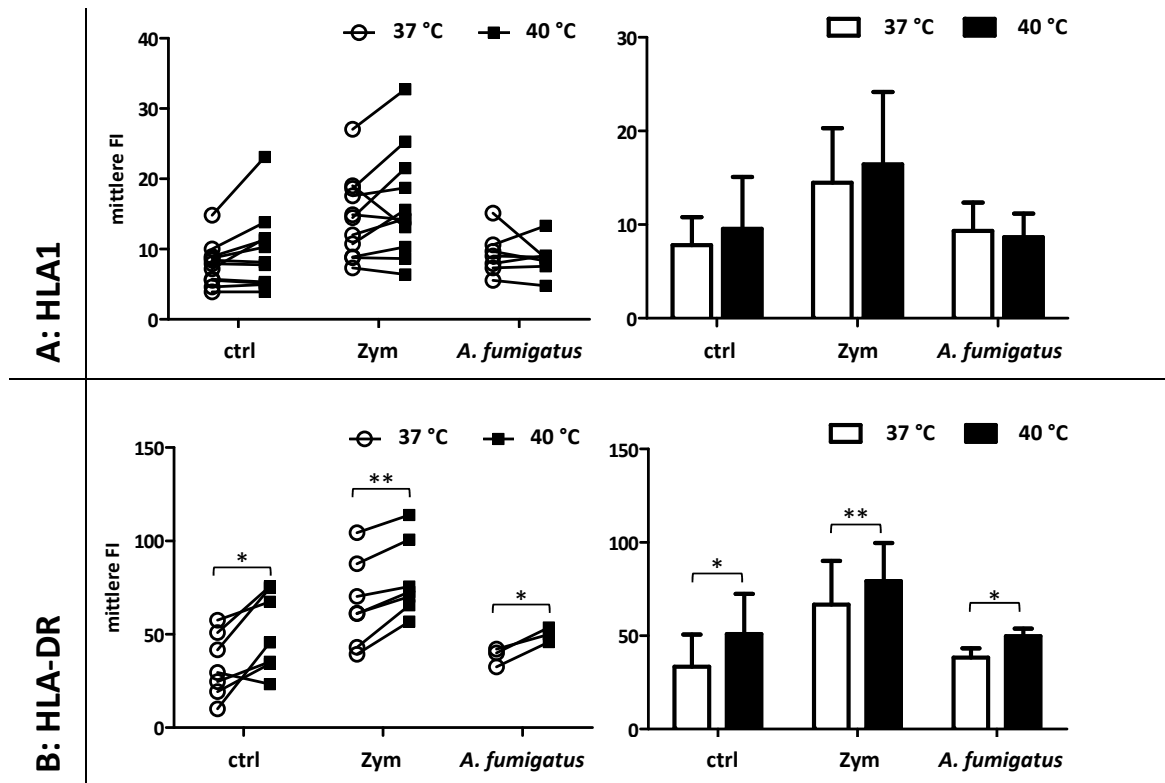 A: HLA1
37 °C 40 °C
mittlere FI
40
30
20
10
0
ctrl Zym A. fumigatus
37 °C 40 °C
30
20
10
0
ctrl Zym A. fumigatus
B: HLA-DR
37 °C 40 °C
mittlere FI
150
100
50
0
* ** *
ctrl Zym A. fumigatus
37 °C 40 °C
150
100
50
0
* ** *
ctrl Zym A. fumigatus